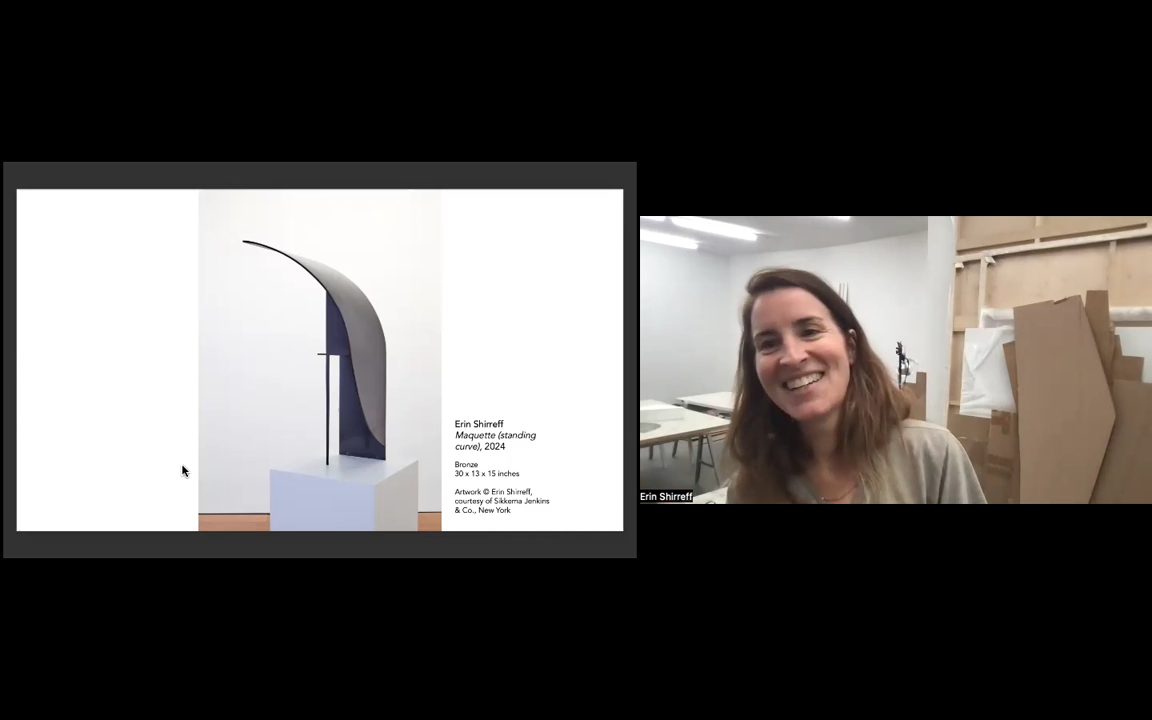 Erin Shirreff
Maquette (standing
curve), 2024
Bronze
30 x 13 x 15 inches
Artwork © Erin Shirreff,
courtesy of Sikkema Jenkins
& Co., New York
Erin Shirreff